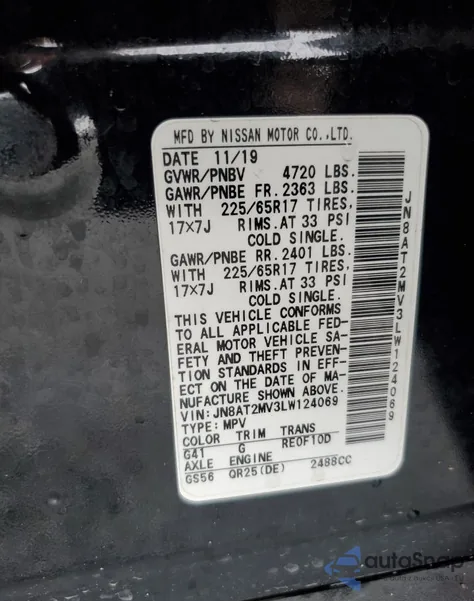 MFD BY NISSAN MOTOR CO.,LTD.
DATE 11/19
GVWR/PNBV 4720 LBS.
GAWR/PNBE FR. 2363 LBS.
WITH 225/65R17 TIRES,
17X7J RIMS.AT 33 PSI
COLD SINGLE.
GAWR/PNBE RR. 2401 LBS.
WITH 225/65R17 TIRES,
17X7J RIMS.AT 33 PSI
COLD SINGLE.
THIS VEHICLE CONFORMS
TO ALL APPLICABLE FED-
ERAL MOTOR VEHICLE SA-
FETY AND THEFT PREVEN-
TION STANDARDS IN EFF-
ECT ON THE DATE OF MA-
NUFACTURE SHOWN ABOVE.
VIN: JN8AT2MV3LW124069
TYPE: MPV
COLOR TRIM TRANS
G41 G RE0F10D
AXLE ENGINE
GS56 QR25(DE) 2488CC
JN8AT2MV3LW124069
autoSnap